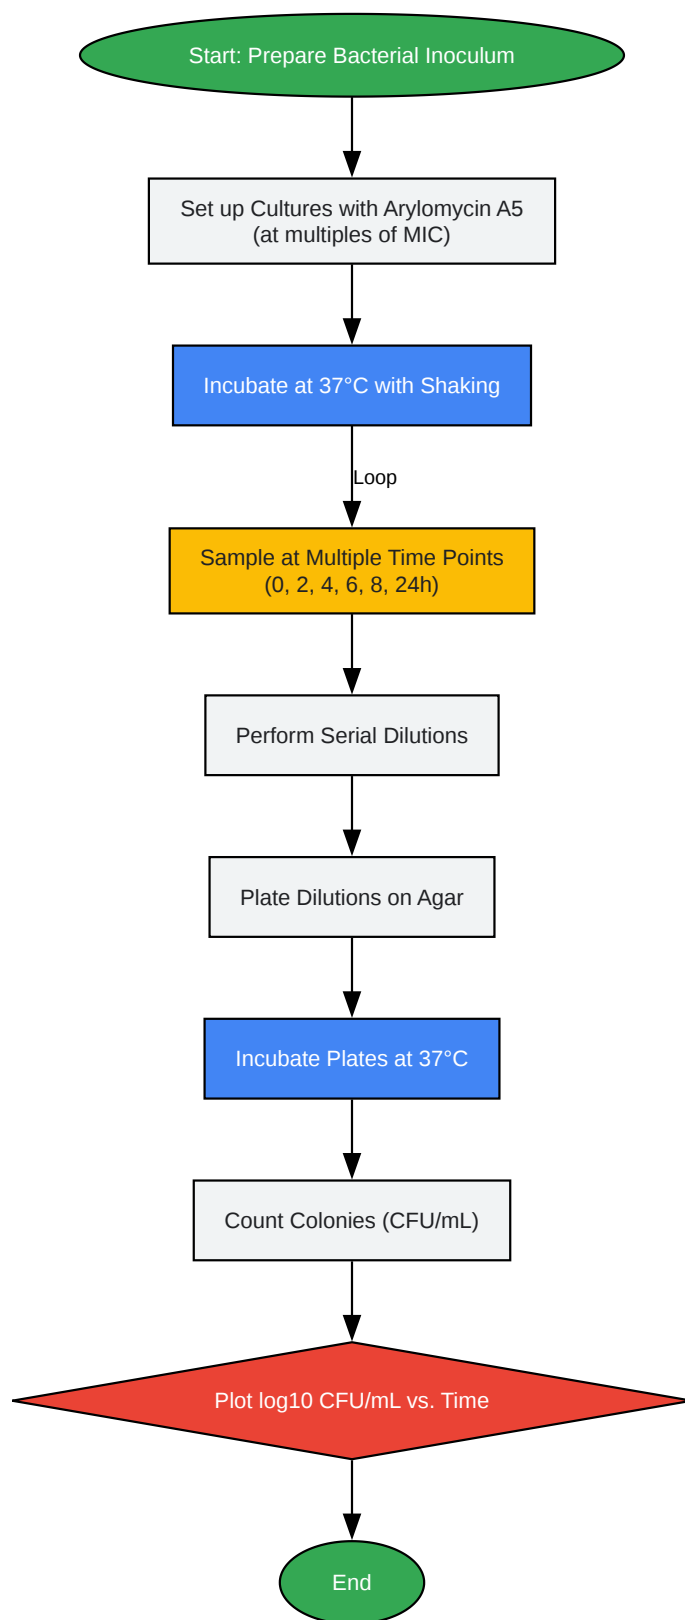 Start: Prepare Bacterial Inoculum
Set up Cultures with Arylomycin A5
(at multiples of MIC)
Incubate at 37°C with Shaking
Loop
Sample at Multiple Time Points
(0, 2, 4, 6, 8, 24h)
Perform Serial Dilutions
Plate Dilutions on Agar
Incubate Plates at 37°C
Count Colonies (CFU/mL)
Plot log10 CFU/mL vs. Time
End